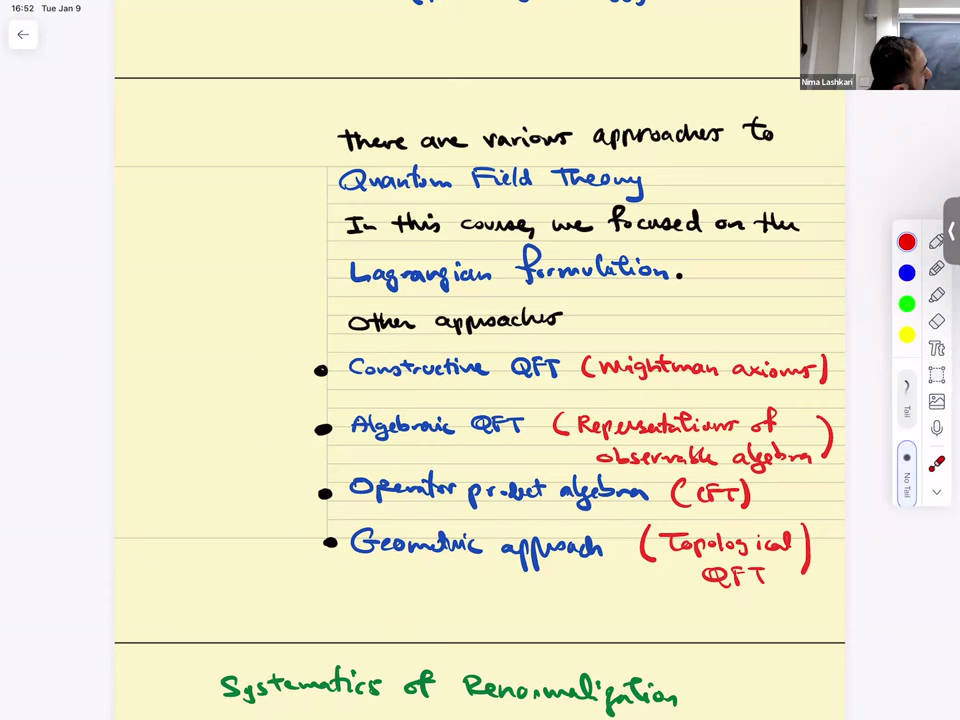 16:52 Tue Jan 9
Nima Lashkari
There are various approaches to
Quantum Field Theory
In this course, we focused on the
Lagrangian formulation.
Other approaches
Constructive QFT (Wightman axioms)
Algebraic QFT (Repersentations of
observable algebra)
Operator product algebra (CFT)
Geometric approach (Topological
QFT)
Systematics of Renormalization
Tt
Tail
No Tail